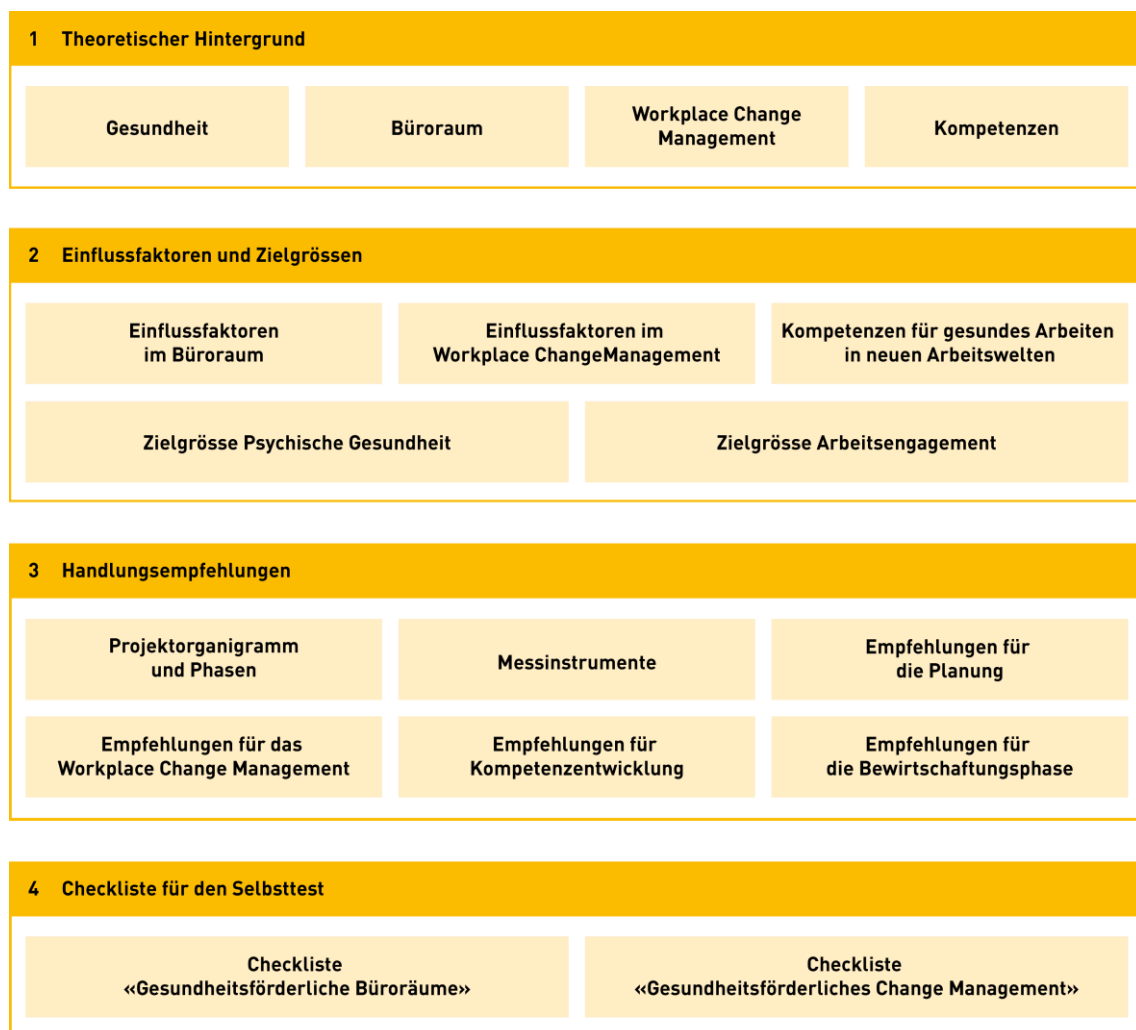 1 Theoretischer Hintergrund
Gesundheit
Büroraum
Workplace Change
Management
Kompetenzen
2 Einflussfaktoren und Zielgrössen
Einflussfaktoren
im Büroraum
Einflussfaktoren im
Workplace ChangeManagement
Kompetenzen für gesundes Arbeiten
in neuen Arbeitswelten
Zielgrösse Psychische Gesundheit
Zielgrösse Arbeitsengagement
3 Handlungsempfehlungen
Projektorganigramm
und Phasen
Messinstrumente
Empfehlungen für
die Planung
Empfehlungen für das
Workplace Change Management
Empfehlungen für
Kompetenzentwicklung
Empfehlungen für
die Bewirtschaftungsphase
4 Checkliste für den Selbsttest
Checkliste
«Gesundheitsförderliche Büroräume»
Checkliste
«Gesundheitsförderliches Change Management»